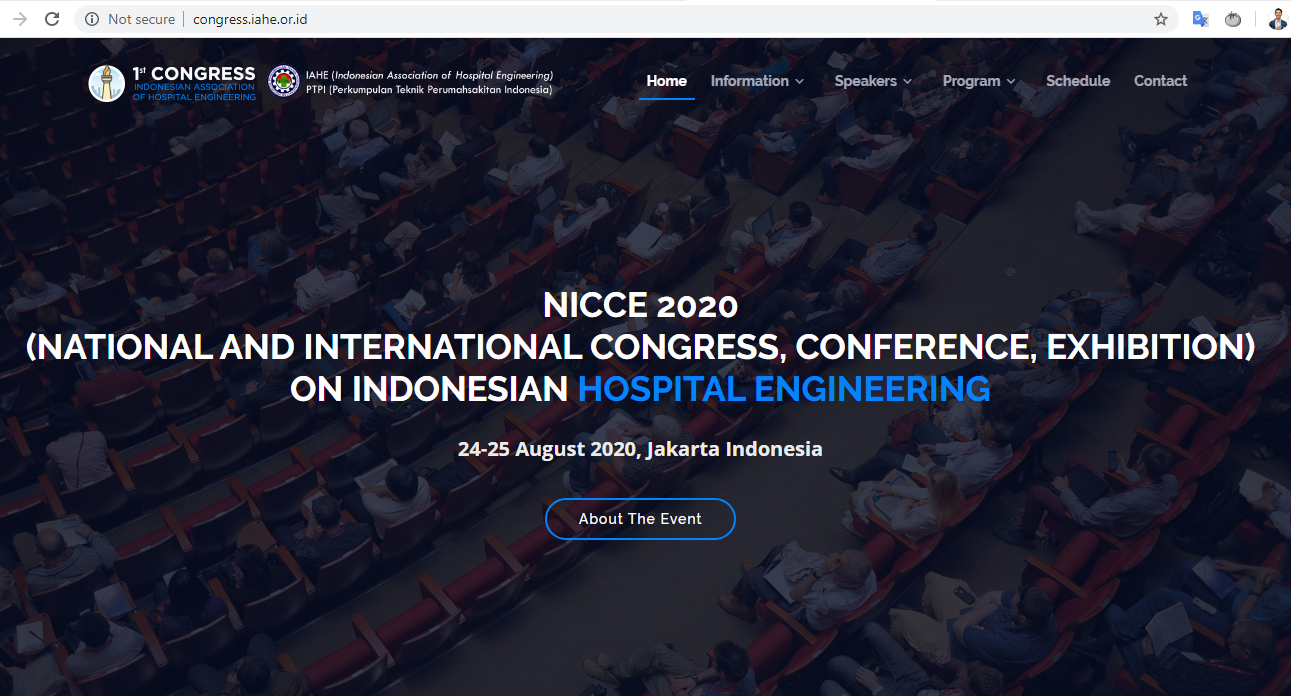 Not secure | congress.iahe.or.id
1st CONGRESS
INDONESIAN ASSOCIATION
OF HOSPITAL ENGINEERING
IAHE (Indonesian Association of Hospital Engineering)
PTPI (Perkumpulan Teknik Perumahsakitan Indonesia)
Home Information Speakers Program Schedule Contact
NICCE 2020
(NATIONAL AND INTERNATIONAL CONGRESS, CONFERENCE, EXHIBITION)
ON INDONESIAN HOSPITAL ENGINEERING
24-25 August 2020, Jakarta Indonesia
About The Event